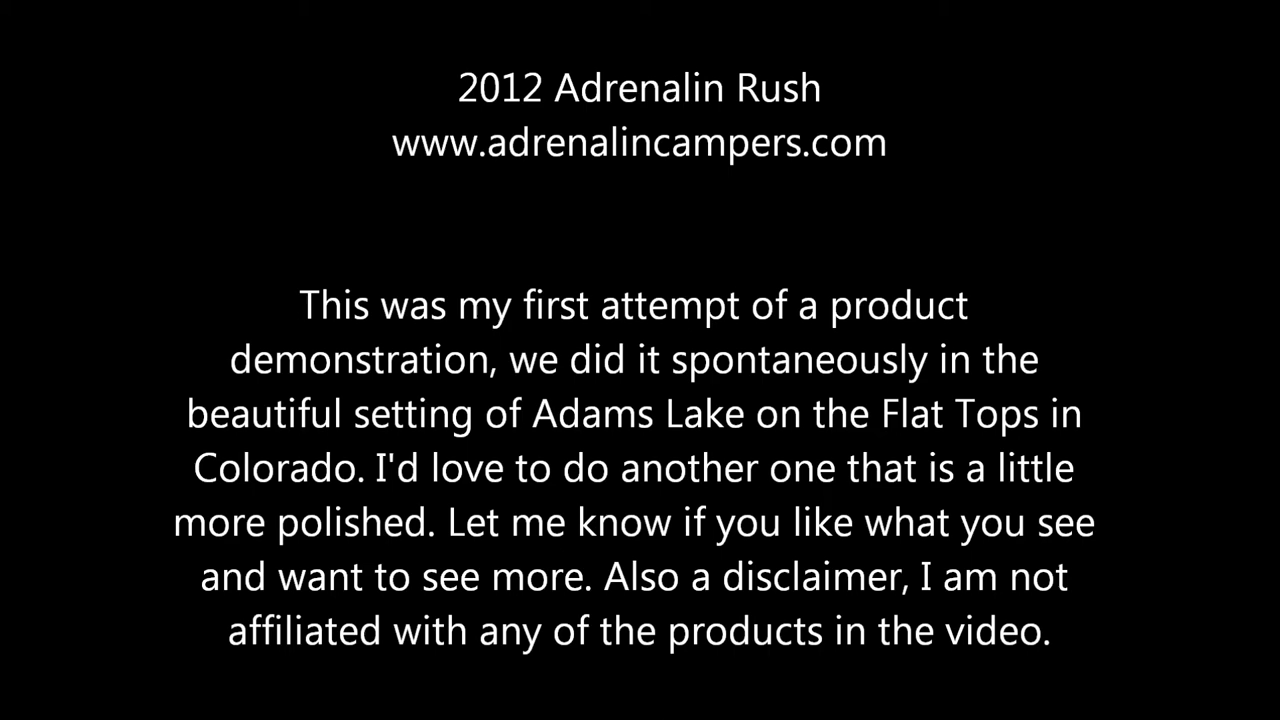 2012 Adrenalin Rush
www.adrenalincampers.com
This was my first attempt of a product
demonstration, we did it spontaneously in the
beautiful setting of Adams Lake on the Flat Tops in
Colorado. I'd love to do another one that is a little
more polished. Let me know if you like what you see
and want to see more. Also a disclaimer, I am not
affiliated with any of the products in the video.